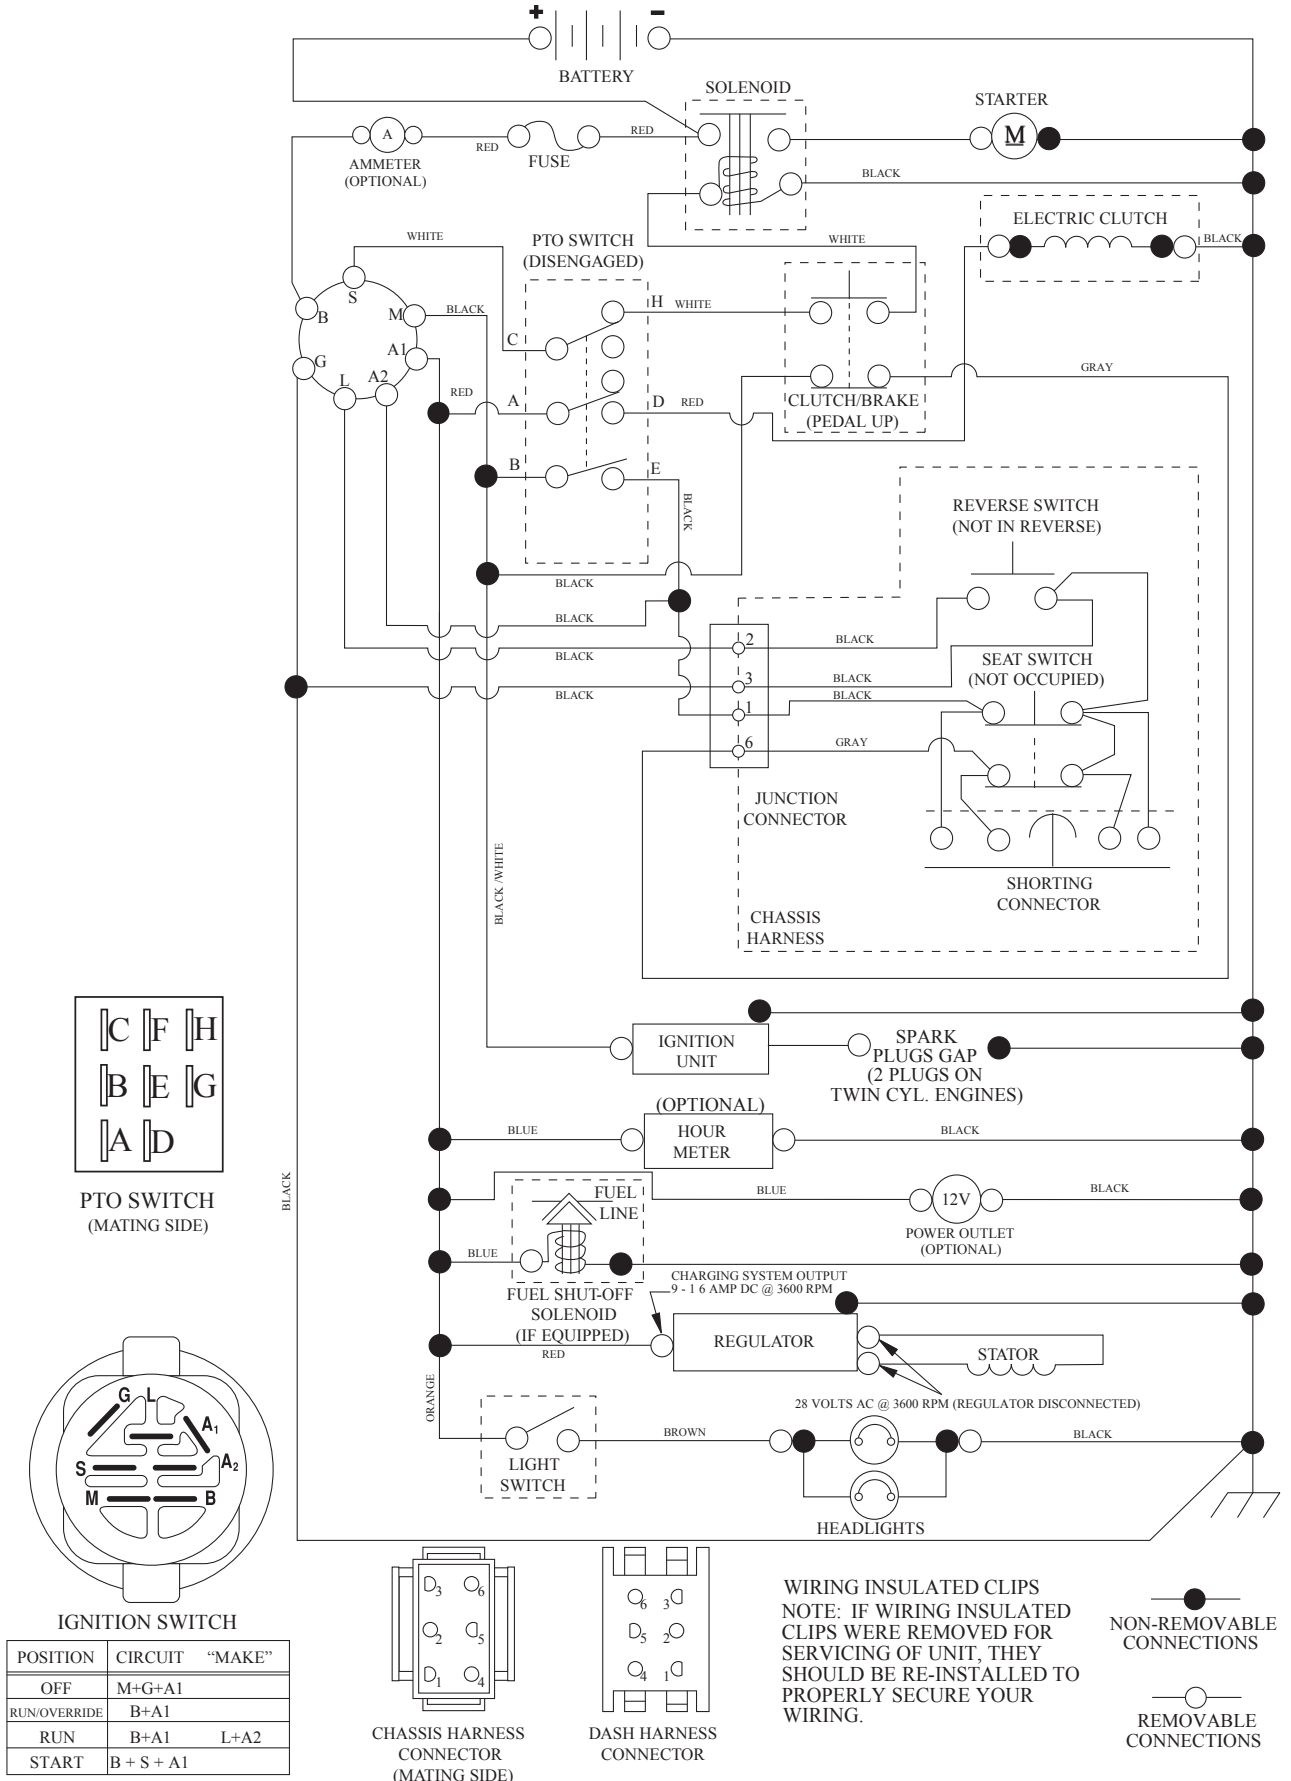 + −
BATTERY
SOLENOID
STARTER
A
RED
FUSE
RED
M
AMMETER
(OPTIONAL)
BLACK
ELECTRIC CLUTCH
BLACK
WHITE
PTO SWITCH
(DISENGAGED)
WHITE
S
B
M
BLACK
H
WHITE
G
A1
C
L
A2
RED
A
D
RED
CLUTCH/BRAKE
(PEDAL UP)
GRAY
B
E
BLACK
REVERSE SWITCH
(NOT IN REVERSE)
BLACK
BLACK
BLACK
BLACK
2
BLACK
3
BLACK
1
BLACK
6
GRAY
SEAT SWITCH
(NOT OCCUPIED)
JUNCTION
CONNECTOR
SHORTING
CONNECTOR
CHASSIS
HARNESS
BLACK /WHITE
C F H
B E G
A D
PTO SWITCH
(MATING SIDE)
BLACK
IGNITION
UNIT
SPARK
PLUGS GAP
(2 PLUGS ON
TWIN CYL. ENGINES)
(OPTIONAL)
HOUR
METER
BLUE
BLACK
BLUE
12V
BLACK
POWER OUTLET
(OPTIONAL)
FUEL
LINE
BLUE
FUEL SHUT-OFF
SOLENOID
(IF EQUIPPED)
CHARGING SYSTEM OUTPUT
9 - 1 6 AMP DC @ 3600 RPM
RED
REGULATOR
STATOR
28 VOLTS AC @ 3600 RPM (REGULATOR DISCONNECTED)
ORANGE
LIGHT
SWITCH
BROWN
BLACK
HEADLIGHTS
G L
A1
S
A2
M
B
IGNITION SWITCH
POSITION CIRCUIT “MAKE”
OFF M+G+A1
RUN/OVERRIDE B+A1
RUN B+A1 L+A2
START B + S + A1
3 6
2 5
1 4
CHASSIS HARNESS
CONNECTOR
(MATING SIDE)
6 3
5 2
4 1
DASH HARNESS
CONNECTOR
WIRING INSULATED CLIPS
NOTE: IF WIRING INSULATED
CLIPS WERE REMOVED FOR
SERVICING OF UNIT, THEY
SHOULD BE RE-INSTALLED TO
PROPERLY SECURE YOUR
WIRING.
NON-REMOVABLE
CONNECTIONS
REMOVABLE
CONNECTIONS